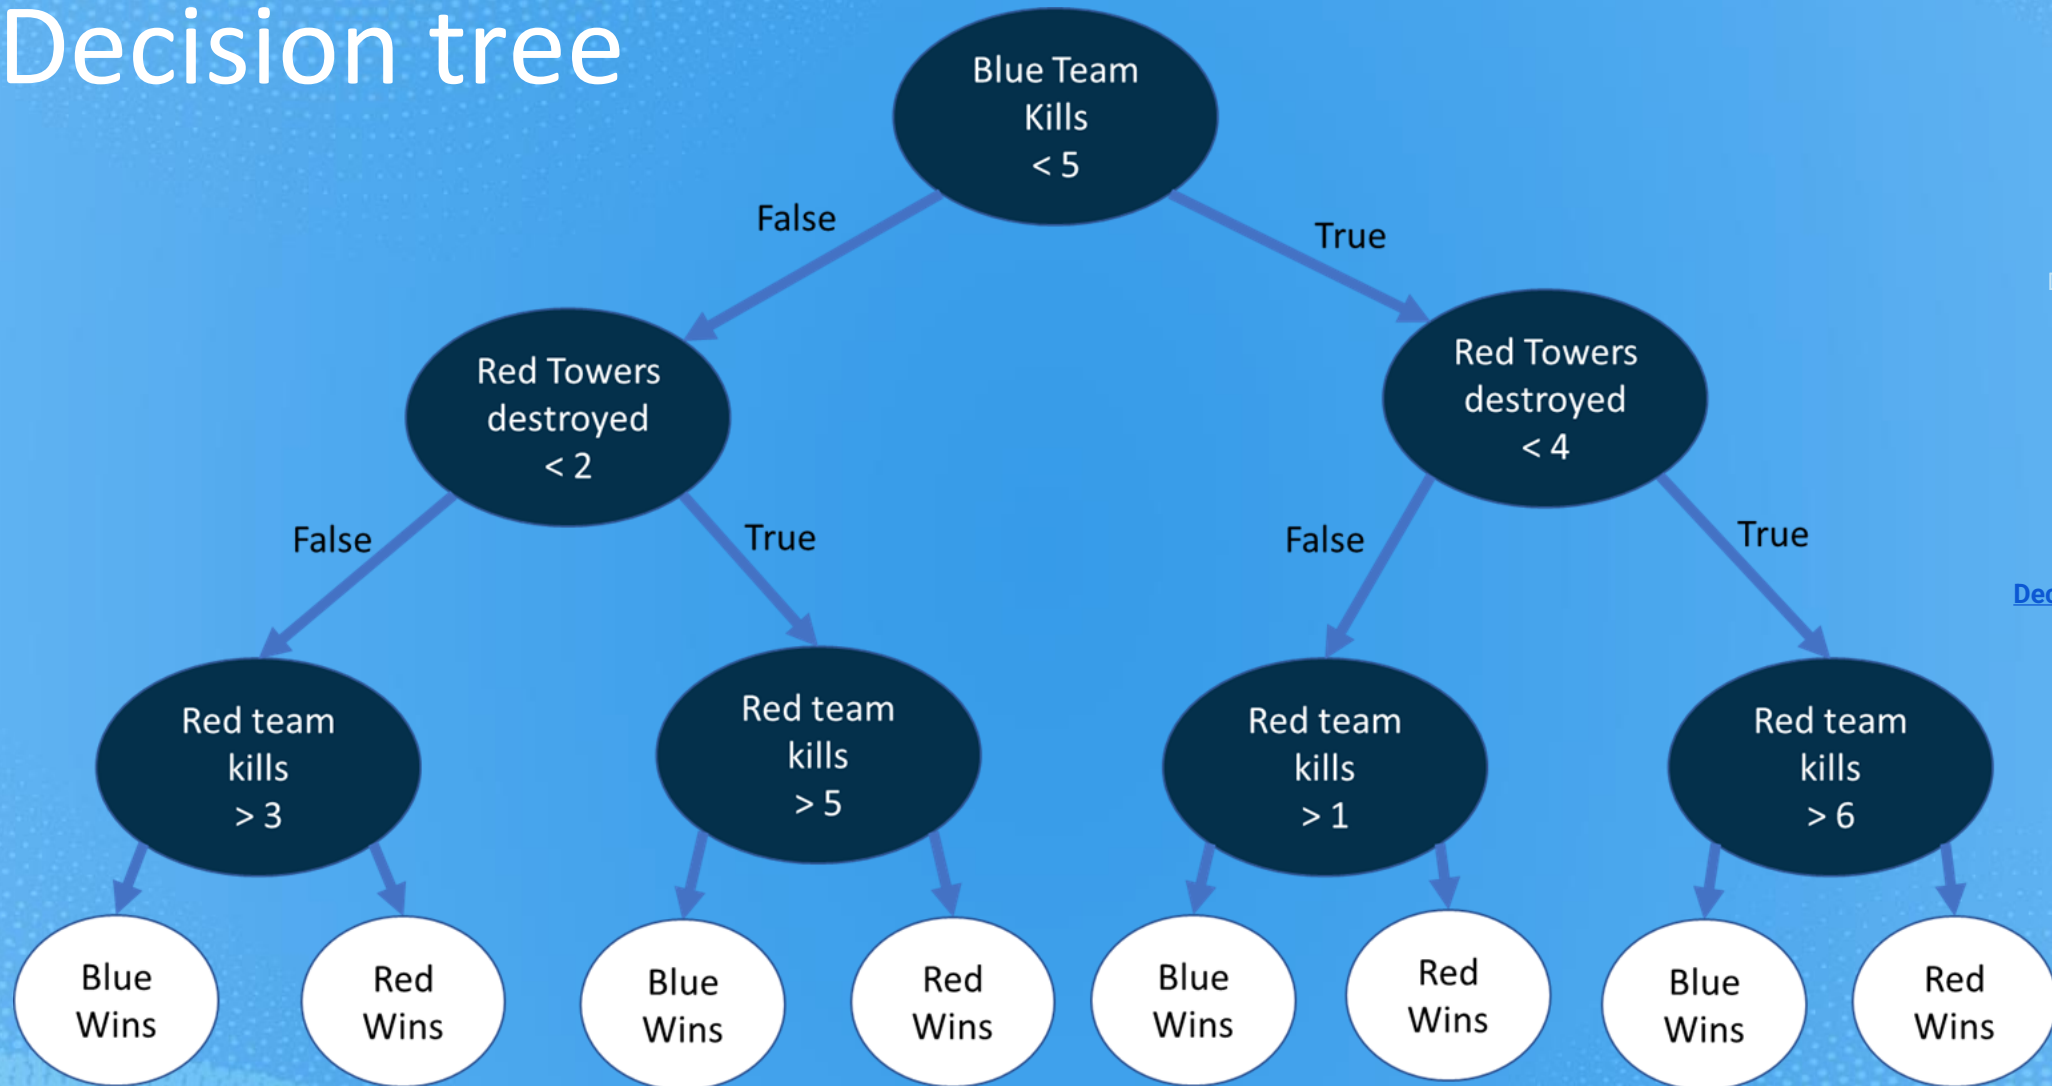 Decision tree
Blue Team
Kills
< 5
False
True
Red Towers
destroyed
< 2
Red Towers
destroyed
< 4
False
True
False
True
Red team
kills
> 3
Red team
kills
> 5
Red team
kills
> 1
Red team
kills
> 6
Blue
Wins
Red
Wins
Blue
Wins
Red
Wins
Blue
Wins
Red
Wins
Blue
Wins
Red
Wins